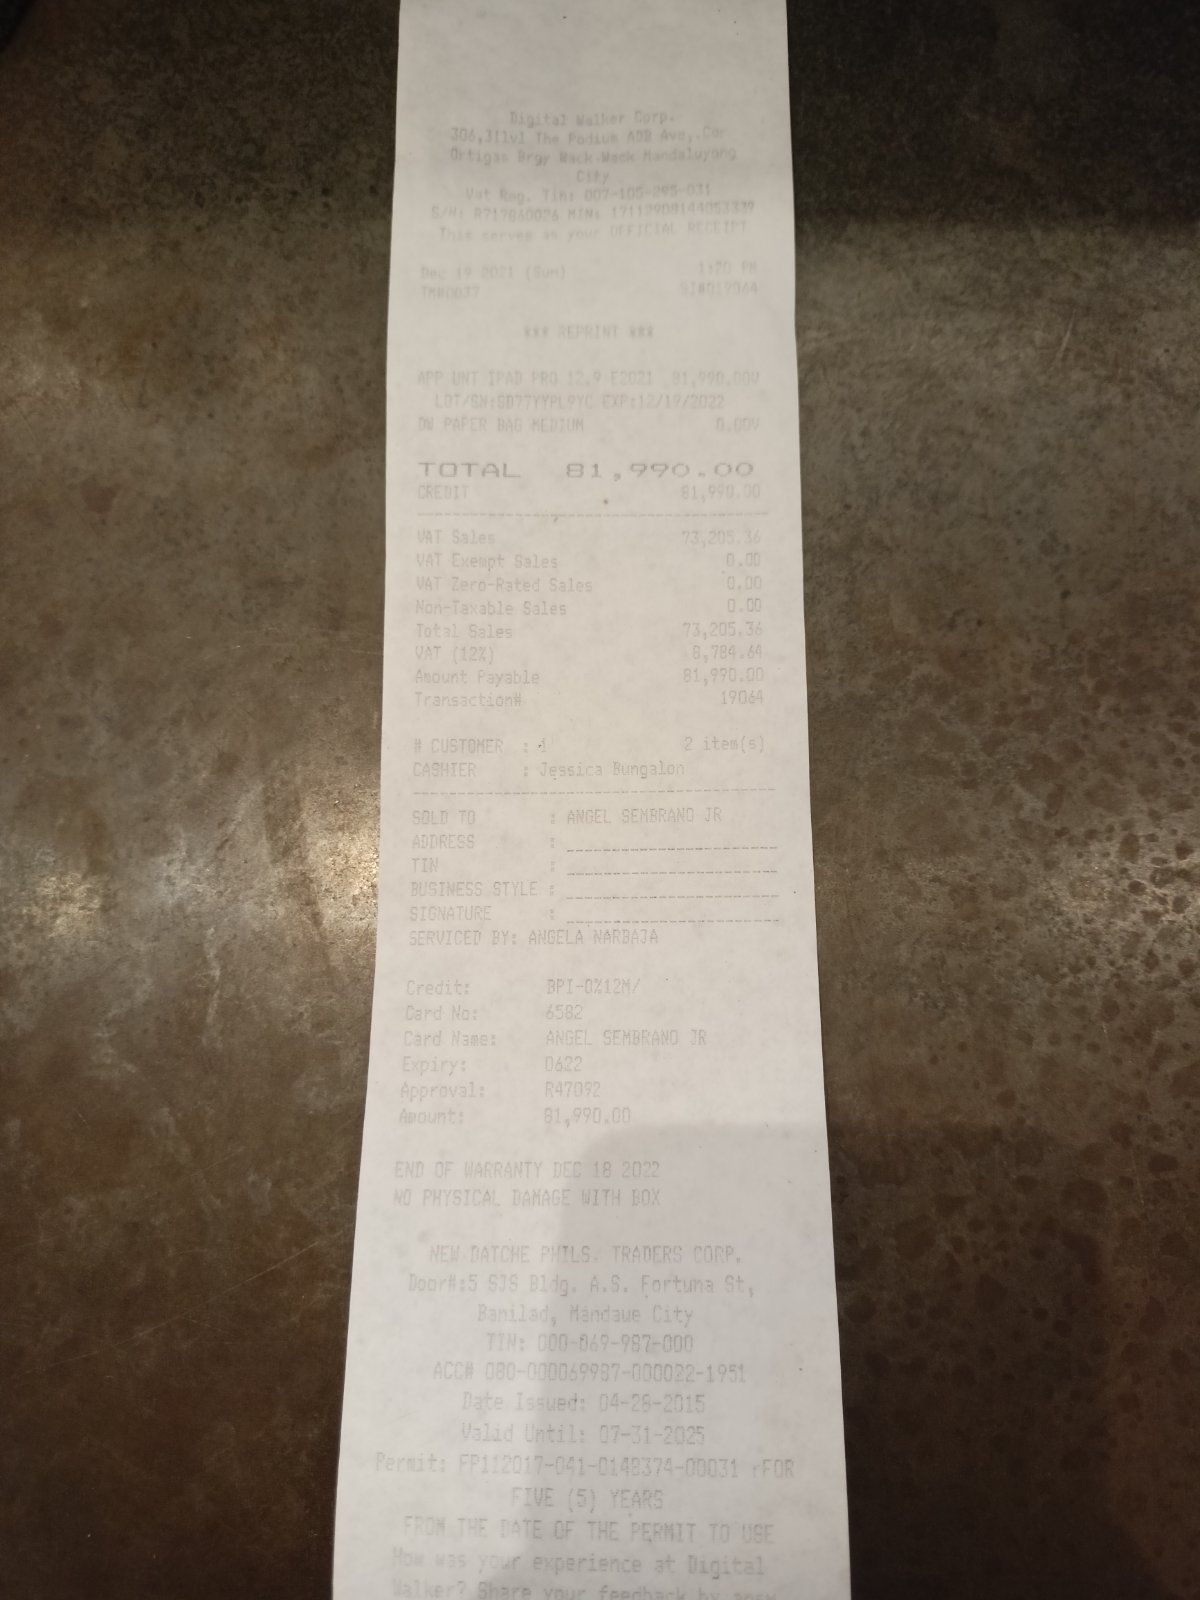 Digital Walker Corp.
306,3rlvl The Podium ADB Ave,.Cor
Ortigas Brgy Wack-Wack Mandaluyong
City
Vat Reg. Tin: 007-105-295-031
S/N: R717860026 MIN: 17112908144053339
This serves as your OFFICIAL RECEIPT
Dec 19 2021 (Sun) 1:20 PM
TM#0037 SI#019064
*** REPRINT ***
APP UNT IPAD PRO 12.9 E2021 81,990.00V
LOT/SN:SD77YYPL9YC EXP:12/19/2022
DW PAPER BAG MEDIUM 0.00V
TOTAL 81,990.00
CREDIT 81,990.00
VAT Sales 73,205.36
VAT Exempt Sales 0.00
VAT Zero-Rated Sales 0.00
Non-Taxable Sales 0.00
Total Sales 73,205.36
VAT (12%) 8,784.64
Amount Payable 81,990.00
Transaction# 19064
# CUSTOMER : 1 2 item(s)
CASHIER : Jessica Bungalon
SOLD TO : ANGEL SEMBRANO JR
ADDRESS :
TIN :
BUSINESS STYLE :
SIGNATURE :
SERVICED BY: ANGELA NARBAJA
Credit: BPI-0%12M/
Card No: 6582
Card Name: ANGEL SEMBRANO JR
Expiry: 0622
Approval: R47092
Amount: 81,990.00
END OF WARRANTY DEC 18 2022
NO PHYSICAL DAMAGE WITH BOX
NEW DATCHE PHILS. TRADERS CORP.
Door#:5 SJS Bldg. A.S. Fortuna St,
Banilad, Mandaue City
TIN: 000-069-987-000
ACC# 080-000069987-000022-1951
Date Issued: 04-28-2015
Valid Until: 07-31-2025
Permit: FP112017-041-0148374-00031 rFOR
FIVE (5) YEARS
FROM THE DATE OF THE PERMIT TO USE
How was your experience at Digital
Walker? Share your feedback by